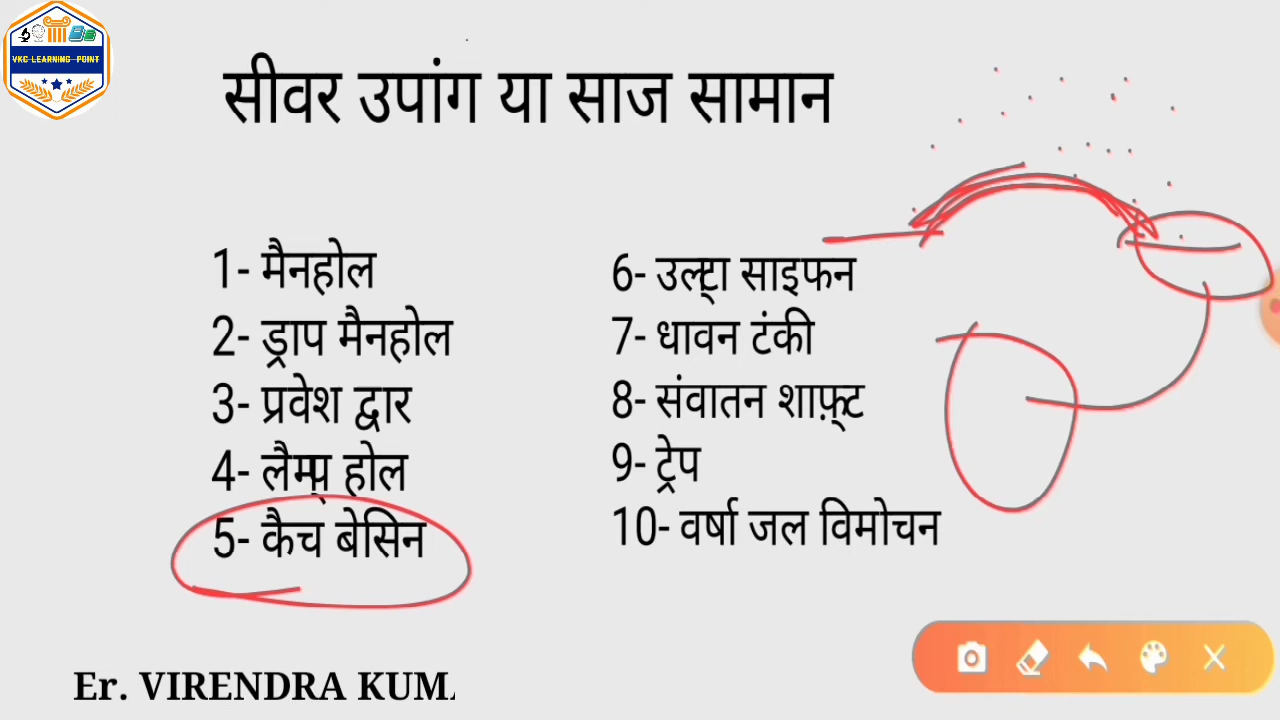 VKC LEARNING POINT
सीवर उपांग या साज सामान
1- मैनहोल
2- ड्राप मैनहोल
3- प्रवेश द्वार
4- लैम्प् होल
5- कैच बेसिन
6- उल्ट्ा साइफन
7- धावन टंकी
8- संवातन शाफ़्ट
9- ट्रेप
10- वर्षा जल विमोचन
Er. VIRENDRA KUM